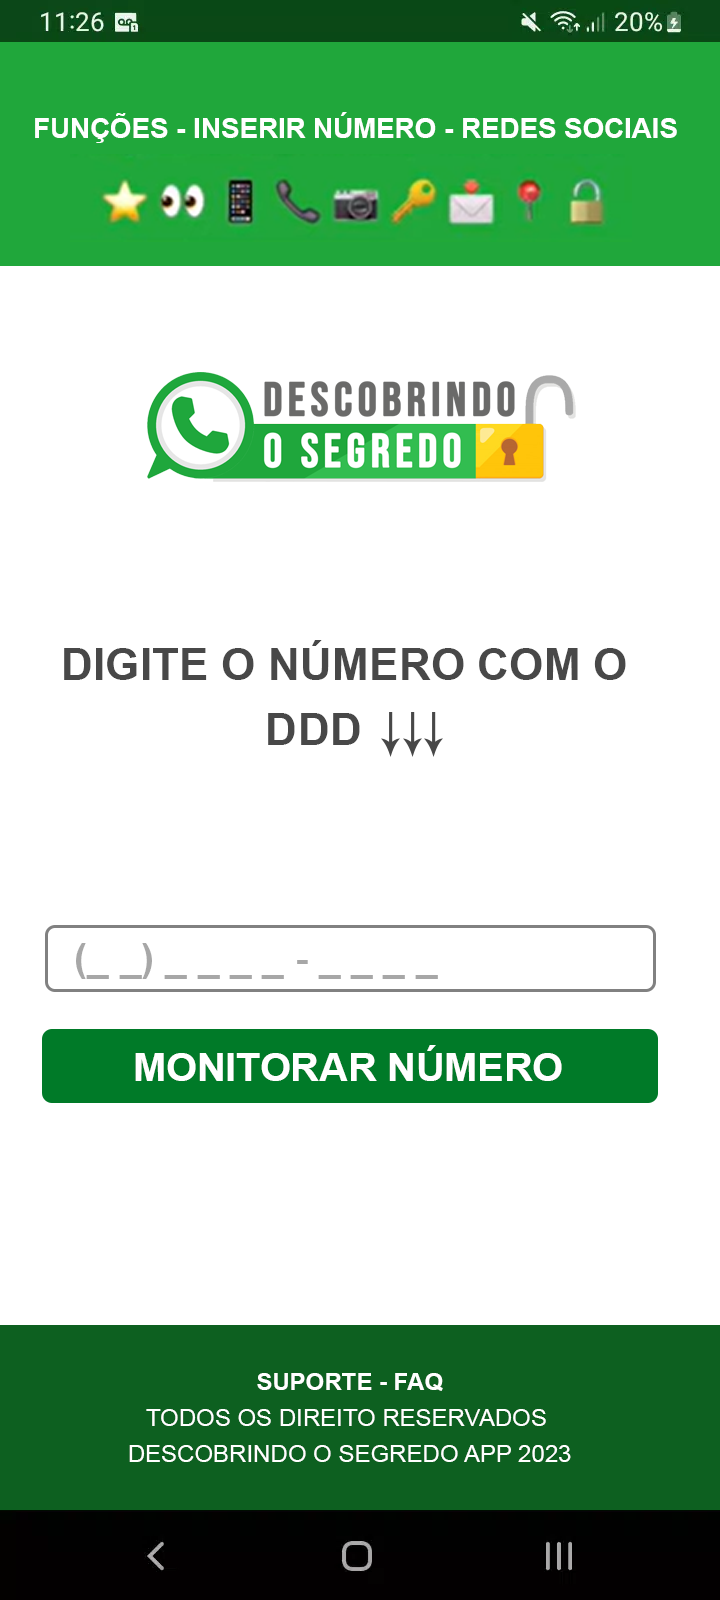 11:26 20%
FUNÇÕES - INSERIR NÚMERO - REDES SOCIAIS
DESCOBRINDO
O SEGREDO
DIGITE O NÚMERO COM O
DDD ↓↓↓
(_ _) _ _ _ _ - _ _ _ _
MONITORAR NÚMERO
SUPORTE - FAQ
TODOS OS DIREITO RESERVADOS
DESCOBRINDO O SEGREDO APP 2023